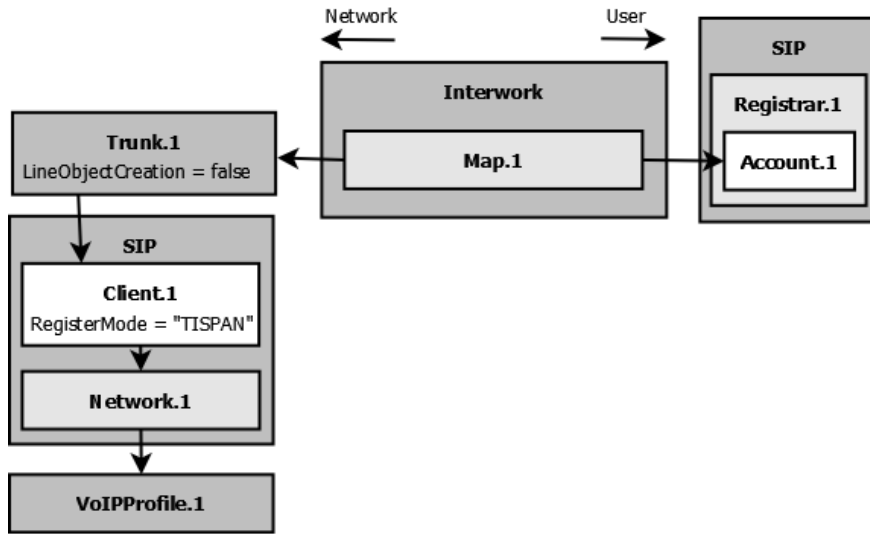 Network
User
SIP
Registrar.1
Account.1
Interwork
Map.1
Trunk.1
LineObjectCreation = false
SIP
Client.1
RegisterMode = "TISPAN"
Network.1
VoIPProfile.1